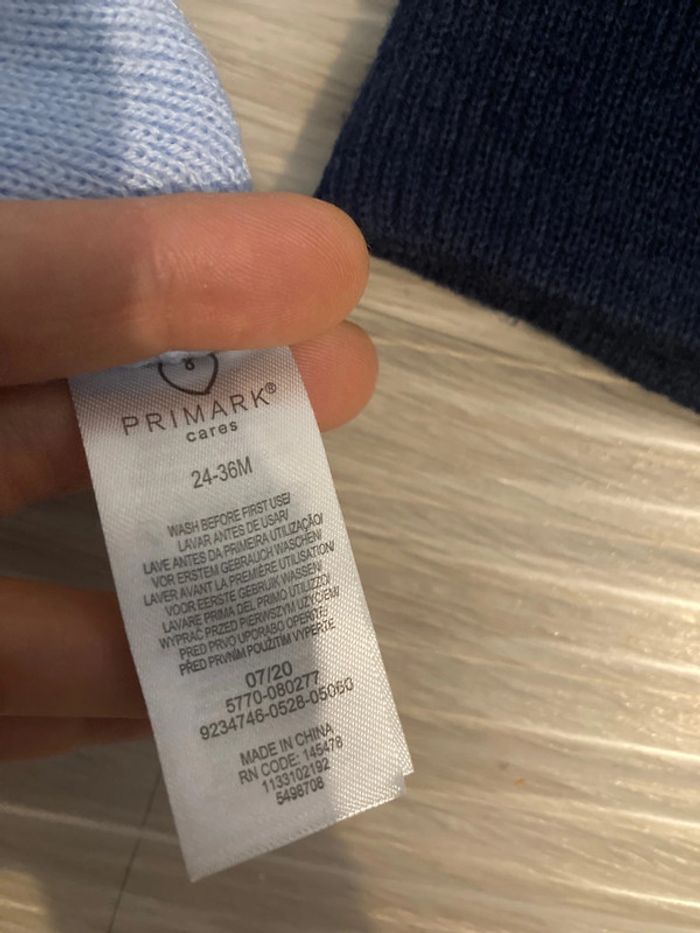 PRIMARK®
cares
24-36M
WASH BEFORE FIRST USE/
LAVAR ANTES DE USAR/
LAVE ANTES DA PRIMEIRA UTILIZAÇÃO/
VOR ERSTEM GEBRAUCH WASCHEN/
LAVER AVANT LA PREMIÈRE UTILISATION/
VOOR EERSTE GEBRUIK WASSEN/
LAVARE PRIMA DEL PRIMO UTILIZZO/
WYPRAĆ PRZED PIERWSZYM UŻYCIEM/
PRED PRVO UPORABO OPERITE/
PŘED PRVNÍM POUŽITÍM VYPERTE
07/20
5770-080277
9234746-0528-05060
MADE IN CHINA
RN CODE: 145478
1133102192
5498708